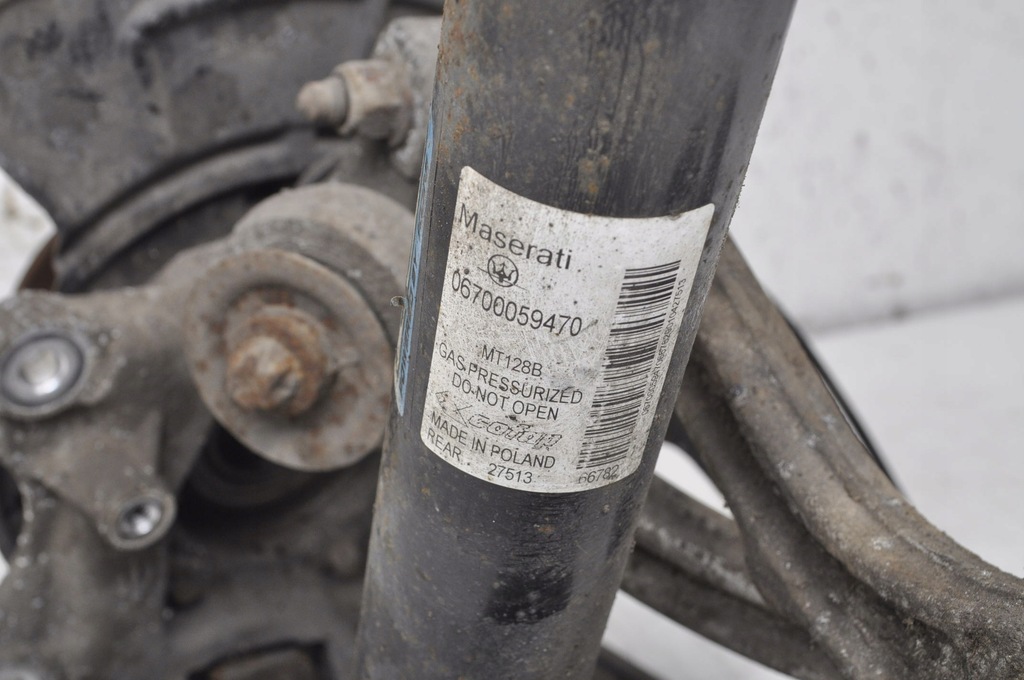 Maserati
06700059470
MT128B
GAS PRESSURIZED
DO NOT OPEN
MADE IN POLAND
REAR 27513 66782